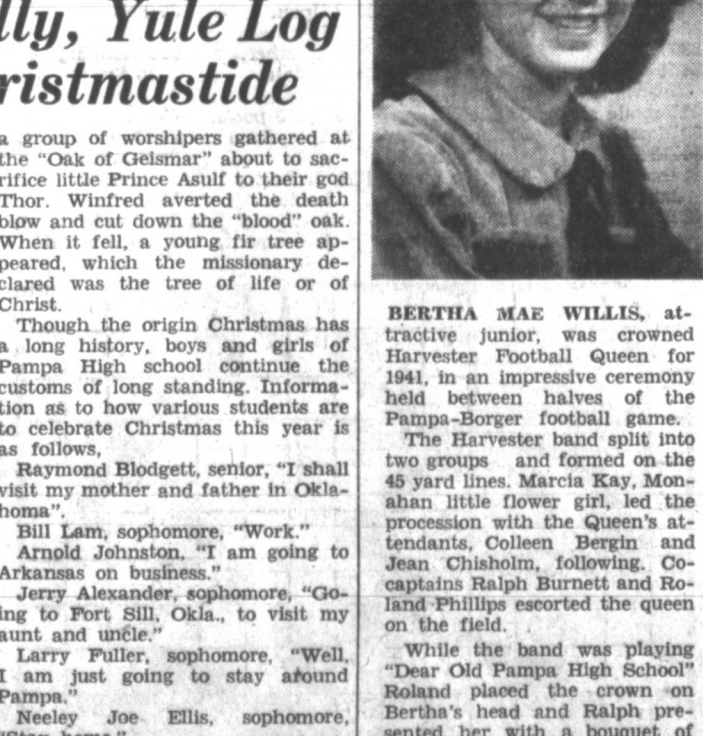 lly, Yule Log
ristmastide
a group of worshipers gathered at
the "Oak of Geismar" about to sac-
rifice little Prince Asulf to their god
Thor. Winfred averted the death
blow and cut down the "blood" oak.
When it fell, a young fir tree ap-
peared, which the missionary de-
clared was the tree of life or of
Christ.
Though the origin Christmas has
a long history, boys and girls of
Pampa High school continue the
customs of long standing. Informa-
tion as to how various students are
to celebrate Christmas this year is
as follows,
Raymond Blodgett, senior, "I shall
visit my mother and father in Okla-
homa".
Bill Lam, sophomore, "Work."
Arnold Johnston, "I am going to
Arkansas on business."
Jerry Alexander, sophomore, "Go-
ing to Fort Sill, Okla., to visit my
aunt and uncle."
Larry Fuller, sophomore, "Well,
I am just going to stay around
Pampa."
Neeley Joe Ellis, sophomore,
"Stay home."
BERTHA MAE WILLIS, at-
tractive junior, was crowned
Harvester Football Queen for
1941, in an impressive ceremony
held between halves of the
Pampa-Borger football game.
The Harvester band split into
two groups and formed on the
45 yard lines. Marcia Kay, Mon-
ahan little flower girl, led the
procession with the Queen's at-
tendants, Colleen Bergin and
Jean Chisholm, following. Co-
captains Ralph Burnett and Ro-
land Phillips escorted the queen
on the field.
While the band was playing
"Dear Old Pampa High School"
Roland placed the crown on
Bertha's head and Ralph pre-
sented her with a bouquet of